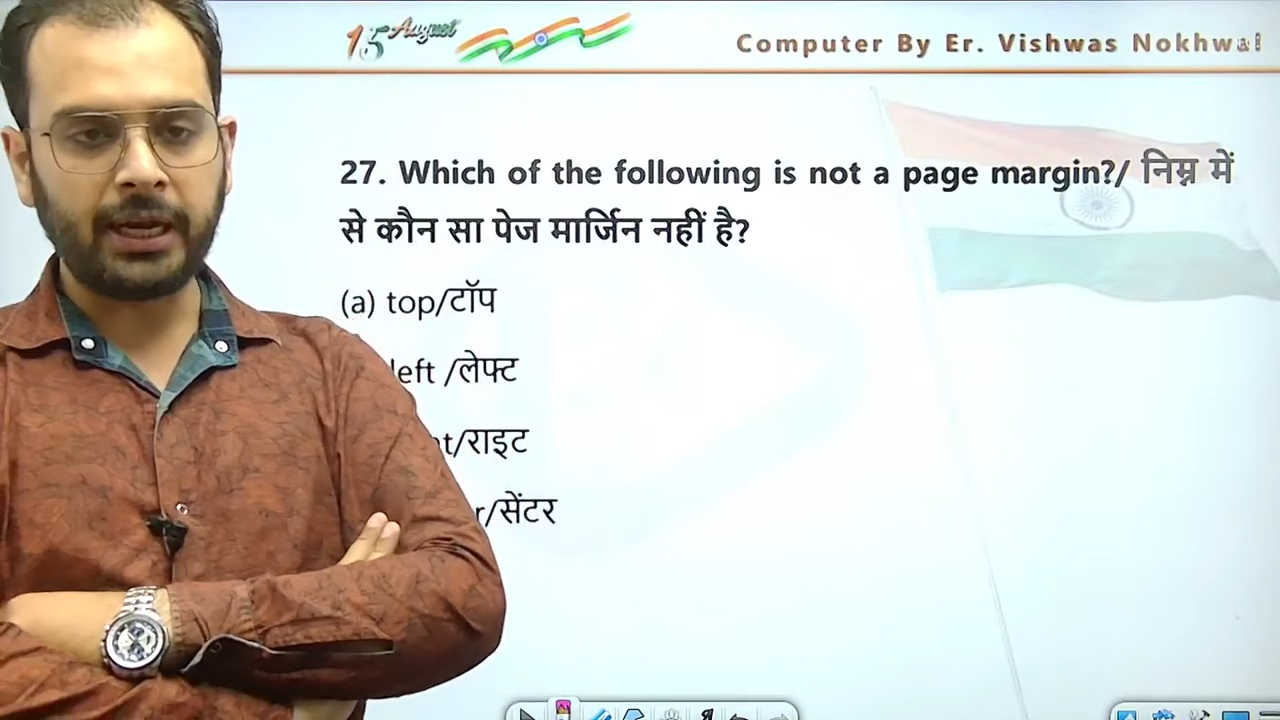 15 August
Computer By Er. Vishwas Nokhwal
27. Which of the following is not a page margin?/ निम्न में
से कौन सा पेज मार्जिन नहीं है?
(a) top/टॉप
left /लेफ्ट
/राइट
/सेंटर